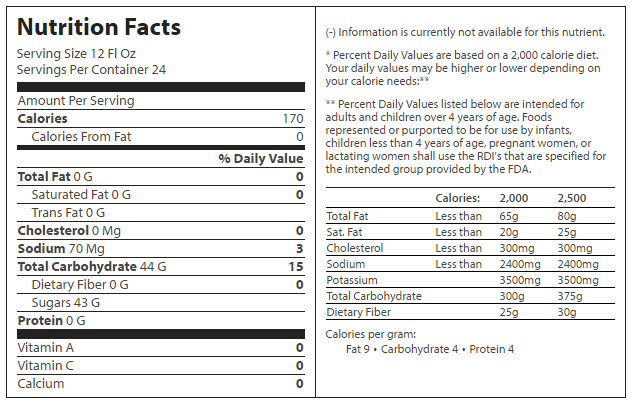 Nutrition Facts
Serving Size 12 Fl Oz
Servings Per Container 24
Amount Per Serving
Calories 170
Calories From Fat 0
% Daily Value
Total Fat 0 G 0
Saturated Fat 0 G 0
Trans Fat 0 G
Cholesterol 0 Mg 0
Sodium 70 Mg 3
Total Carbohydrate 44 G 15
Dietary Fiber 0 G 0
Sugars 43 G
Protein 0 G
Vitamin A 0
Vitamin C 0
Calcium 0
(-) Information is currently not available for this nutrient.
* Percent Daily Values are based on a 2,000 calorie diet.
Your daily values may be higher or lower depending on
your calorie needs:**
** Percent Daily Values listed below are intended for
adults and children over 4 years of age. Foods
represented or purported to be for use by infants,
children less than 4 years of age, pregnant women, or
lactating women shall use the RDI's that are specified for
the intended group provided by the FDA.
Calories: 2,000 2,500
Total Fat Less than 65g 80g
Sat. Fat Less than 20g 25g
Cholesterol Less than 300mg 300mg
Sodium Less than 2400mg 2400mg
Potassium 3500mg 3500mg
Total Carbohydrate 300g 375g
Dietary Fiber 25g 30g
Calories per gram:
Fat 9 • Carbohydrate 4 • Protein 4